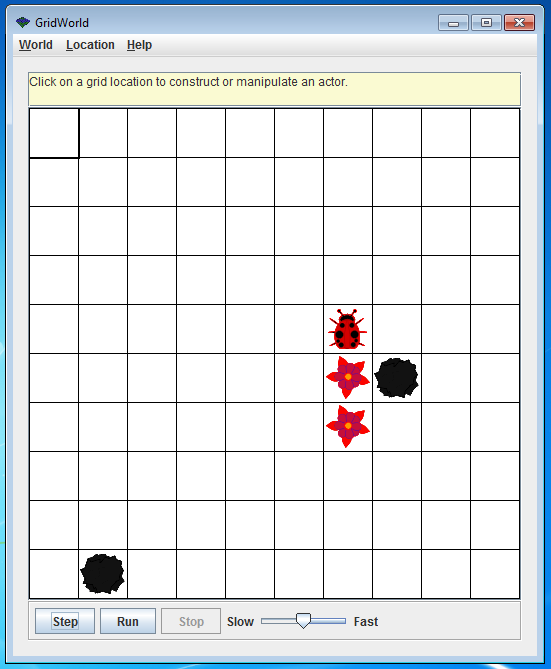 GridWorld
World Location Help
Click on a grid location to construct or manipulate an actor.
Step Run Stop Slow Fast